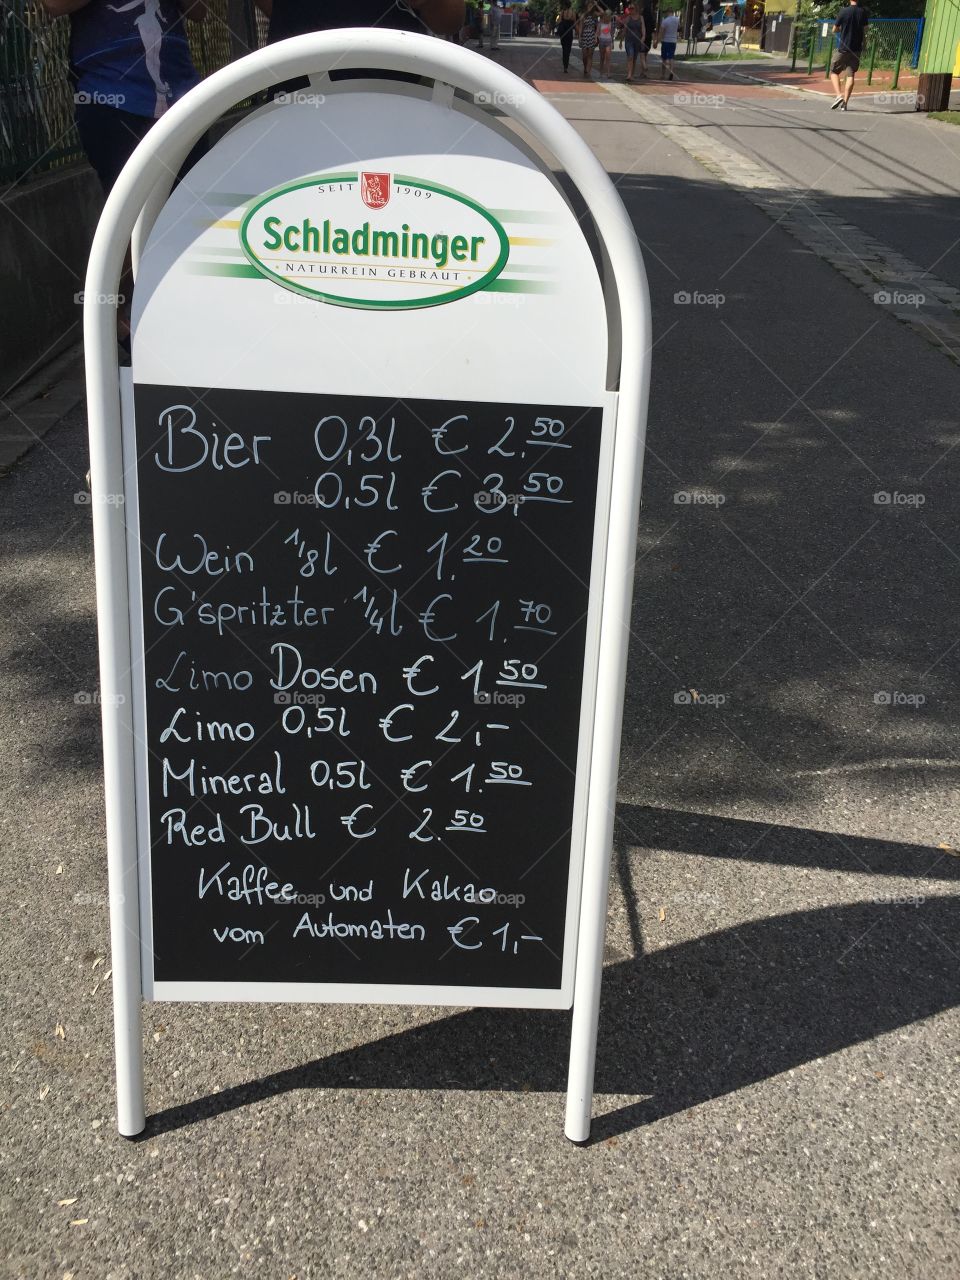 SEIT 1909
Schladminger
· NATURREIN GEBRAUT ·
Bier 0,3l € 2.50
0,5l € 3,50
Wein 1/8l € 1.20
G'spritzter 1/4l € 1.70
Limo Dosen € 1.50
Limo 0,5l € 2,-
Mineral 0,5l € 1.50
Red Bull € 2.50
Kaffee und Kakao
vom Automaten € 1,-
foap